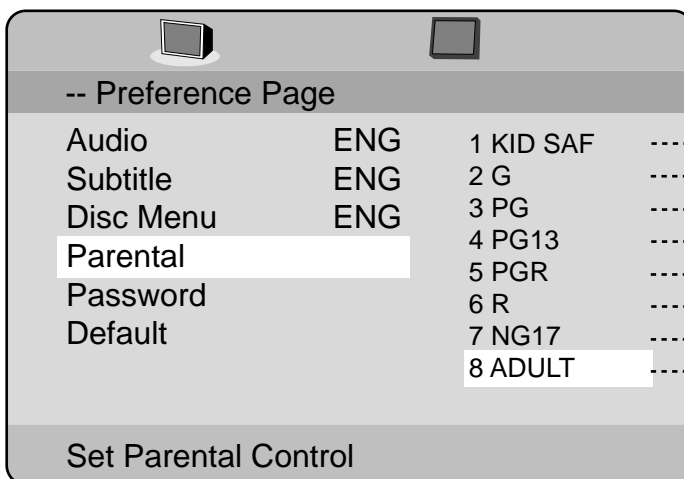 -- Preference Page
Audio ENG
Subtitle ENG
Disc Menu ENG
Parental
Password
Default
1 KID SAF
2 G
3 PG
4 PG13
5 PGR
6 R
7 NG17
8 ADULT
Set Parental Control